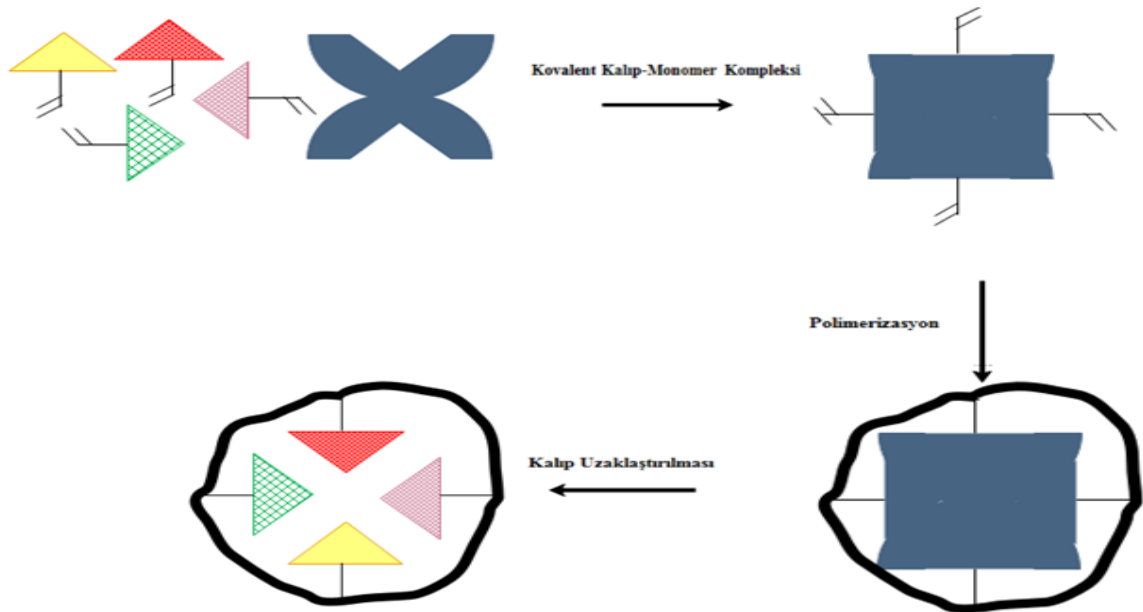 Kovalent Kalıp-Monomer Kompleksi
Polimerizasyon
Kalıp Uzaklaştırılması